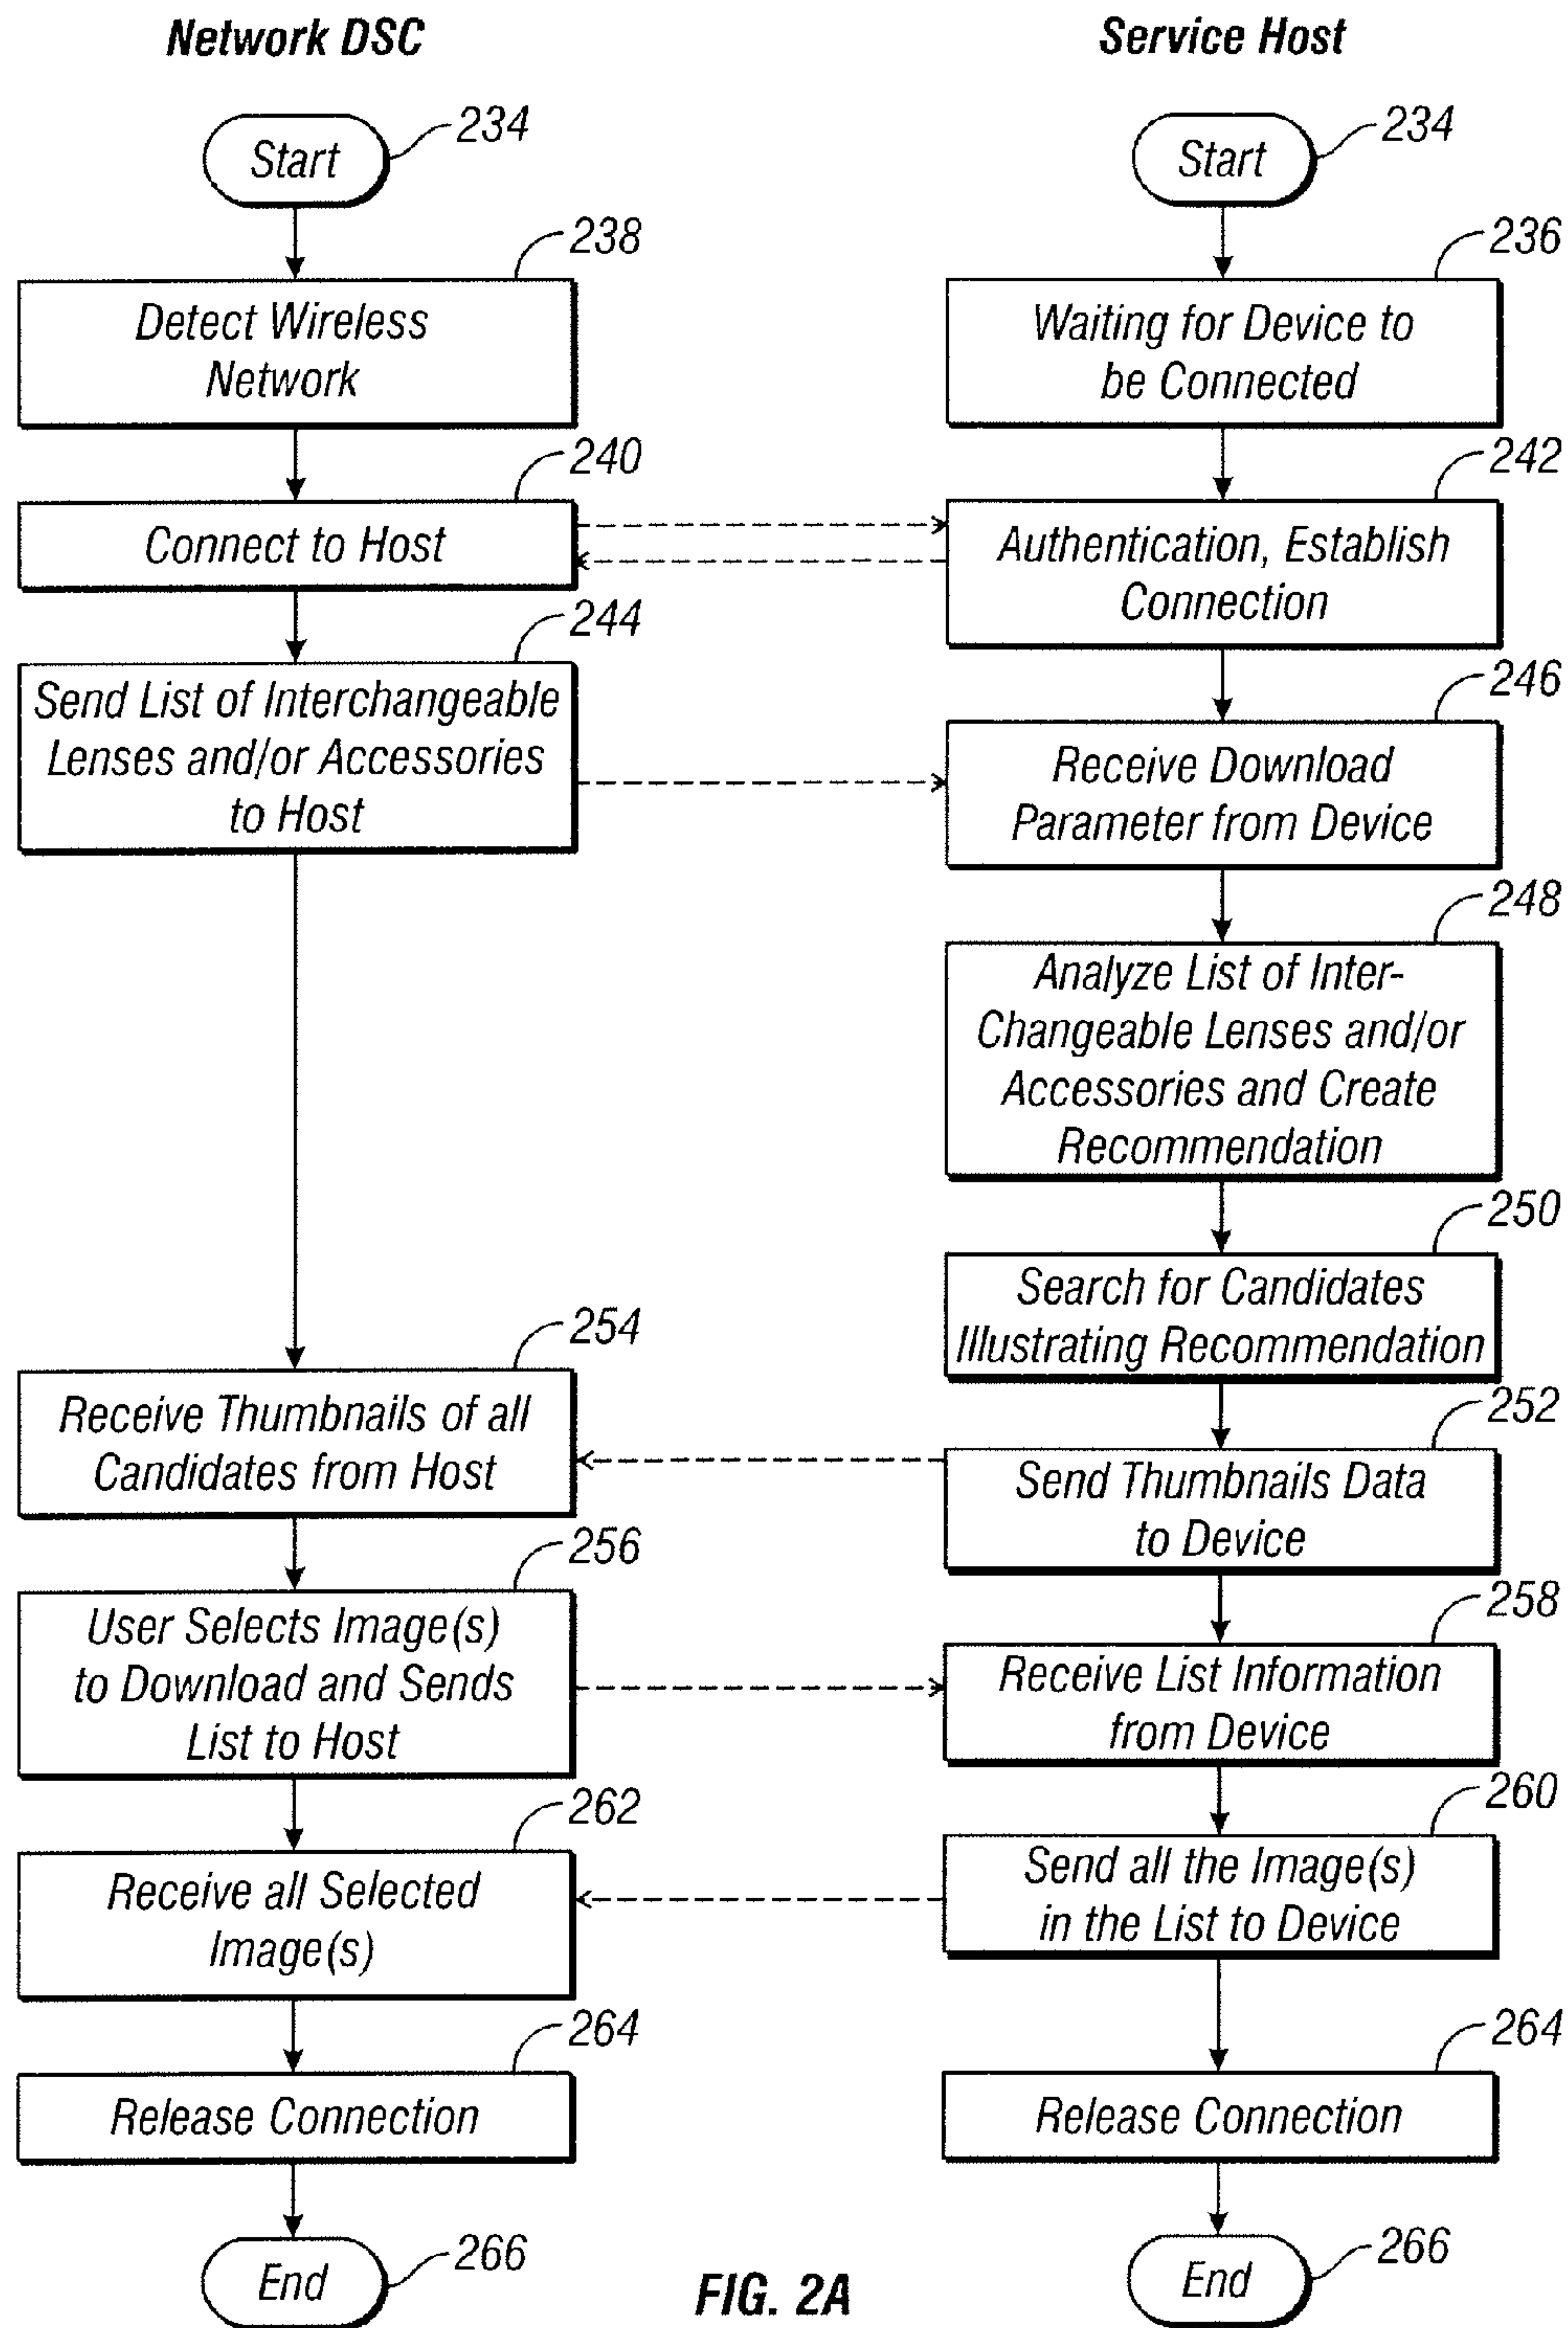 Network DSC
Start
234
238
Detect Wireless
Network
240
Connect to Host
244
Send List of Interchangeable
Lenses and/or Accessories
to Host
254
Receive Thumbnails of all
Candidates from Host
256
User Selects Image(s)
to Download and Sends
List to Host
262
Receive all Selected
Image(s)
264
Release Connection
End
266
Service Host
Start
234
236
Waiting for Device to
be Connected
242
Authentication, Establish
Connection
246
Receive Download
Parameter from Device
248
Analyze List of Inter-
Changeable Lenses and/or
Accessories and Create
Recommendation
250
Search for Candidates
Illustrating Recommendation
252
Send Thumbnails Data
to Device
258
Receive List Information
from Device
260
Send all the Image(s)
in the List to Device
264
Release Connection
End
266
FIG. 2A